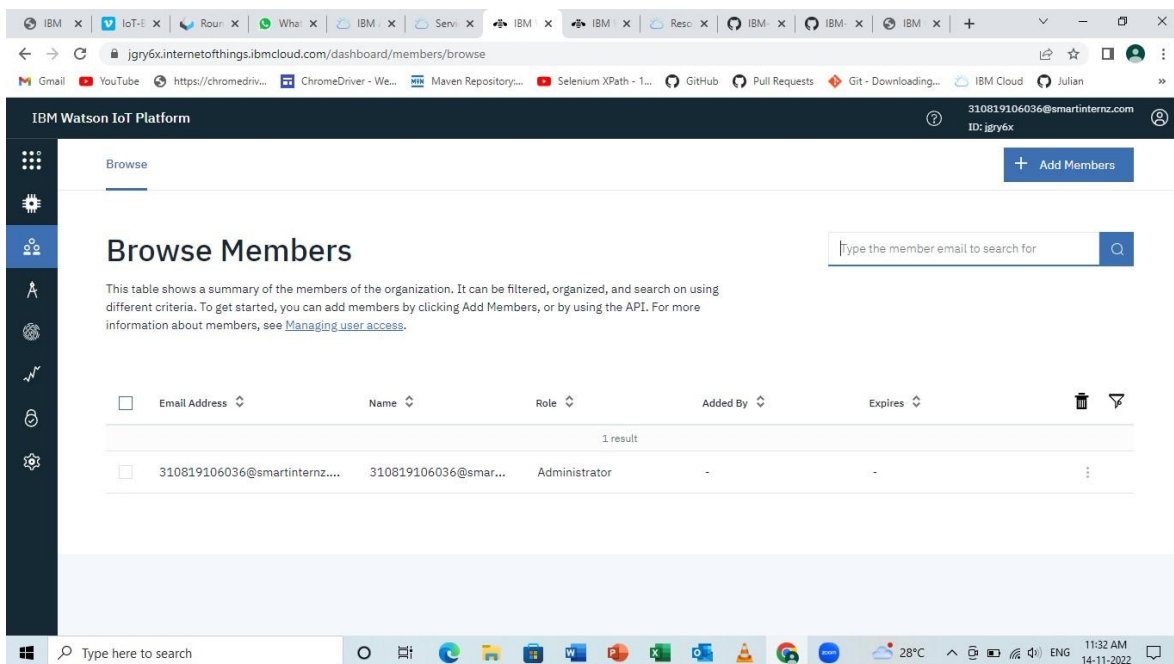 IBM
IoT-E
Roun
What
IBM
Servi
IBM
IBM
Resc
IBM-
IBM-
IBM
jgry6x.internetofthings.ibmcloud.com/dashboard/members/browse
Gmail YouTube https://chromedriv... ChromeDriver - We... Maven Repository:... Selenium XPath - 1... GitHub Pull Requests Git - Downloading... IBM Cloud Julian »
IBM Watson IoT Platform
310819106036@smartinternz.com
ID: jgry6x
Browse
+ Add Members
Browse Members
Type the member email to search for
This table shows a summary of the members of the organization. It can be filtered, organized, and search on using
different criteria. To get started, you can add members by clicking Add Members, or by using the API. For more
information about members, see Managing user access.
Email Address Name Role Added By Expires
1 result
310819106036@smartinternz.... 310819106036@smar... Administrator - -
Type here to search
zoom
28°C ENG 11:32 AM
14-11-2022